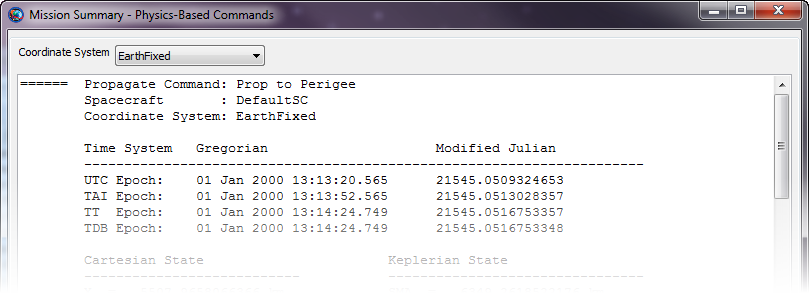 Mission Summary - Physics-Based Commands
Coordinate System EarthFixed
====== Propagate Command: Prop to Perigee
Spacecraft : DefaultSC
Coordinate System: EarthFixed
Time System Gregorian Modified Julian
----------------------------------------------------------------------
UTC Epoch: 01 Jan 2000 13:13:20.565 21545.0509324653
TAI Epoch: 01 Jan 2000 13:13:52.565 21545.0513028357
TT Epoch: 01 Jan 2000 13:14:24.749 21545.0516753357
TDB Epoch: 01 Jan 2000 13:14:24.749 21545.0516753348
Cartesian State Keplerian State
--------------------------- --------------------------------